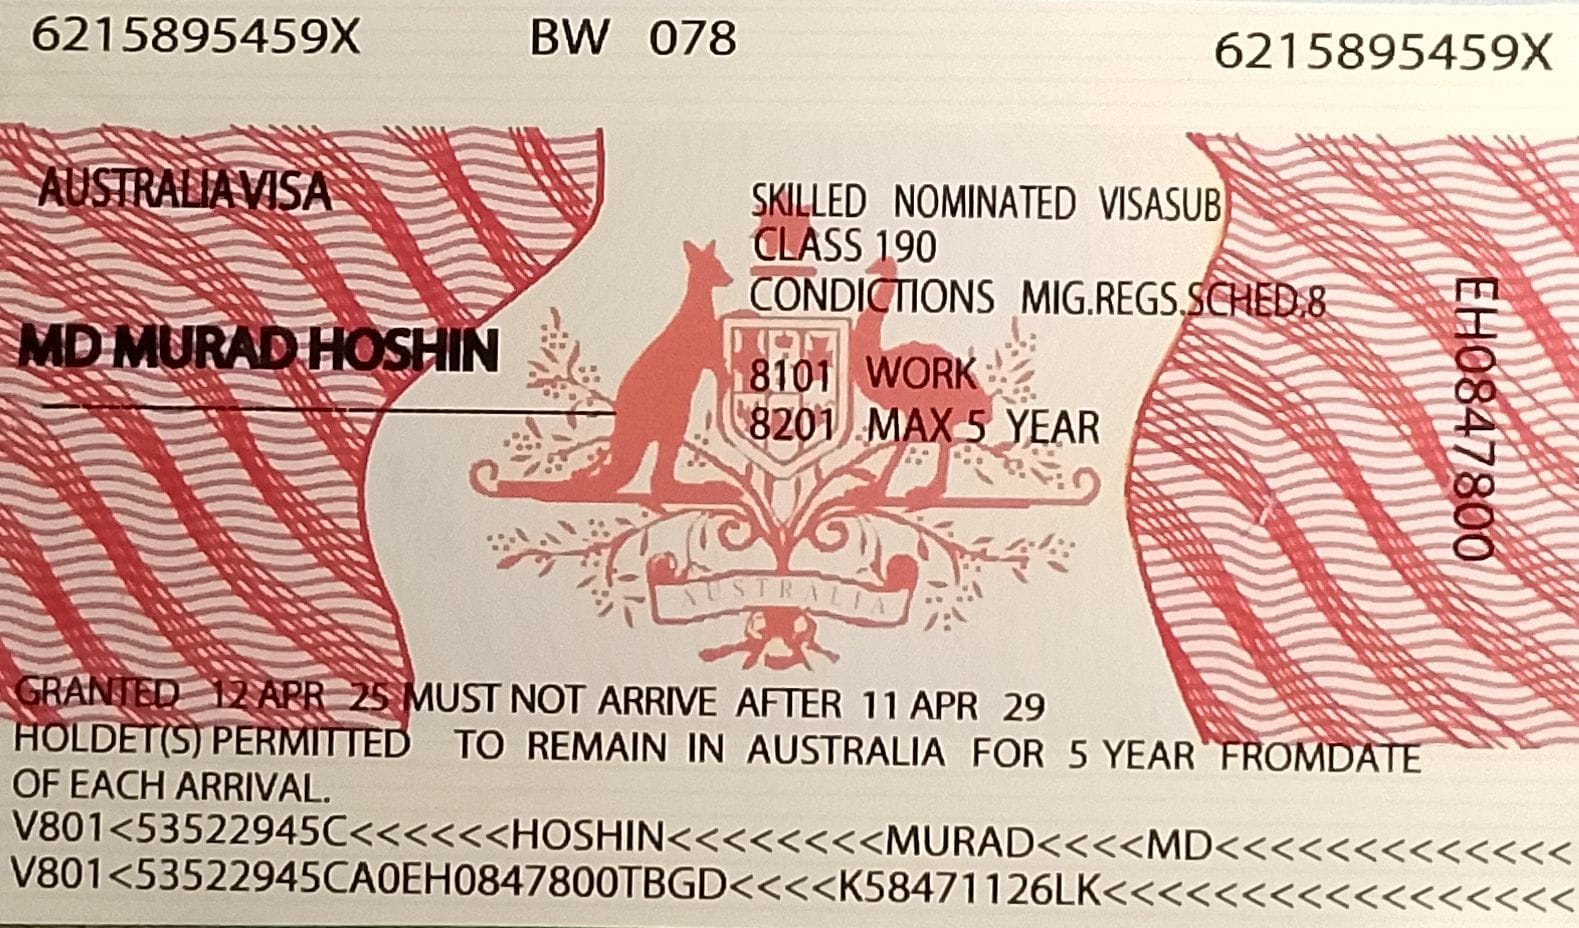 6215895459X BW 078 6215895459X
AUSTRALIA VISA
MD MURAD HOSHIN
SKILLED NOMINATED VISASUB
CLASS 190
CONDICTIONS MIG.REGS.SCHED,8
8101 WORK
8201 MAX 5 YEAR
EH0847800
AUSTRALIA
GRANTED 12 APR 25 MUST NOT ARRIVE AFTER 11 APR 29
HOLDET(S) PERMITTED TO REMAIN IN AUSTRALIA FOR 5 YEAR FROMDATE
OF EACH ARRIVAL.
V801<53522945C<<<<<<HOSHIN<<<<<<<<MURAD<<<<MD<<<<<<<<<<<<<<
V801<53522945CA0EH0847800TBGD<<<<K58471126LK<<<<<<<<<<<<<<<<<<